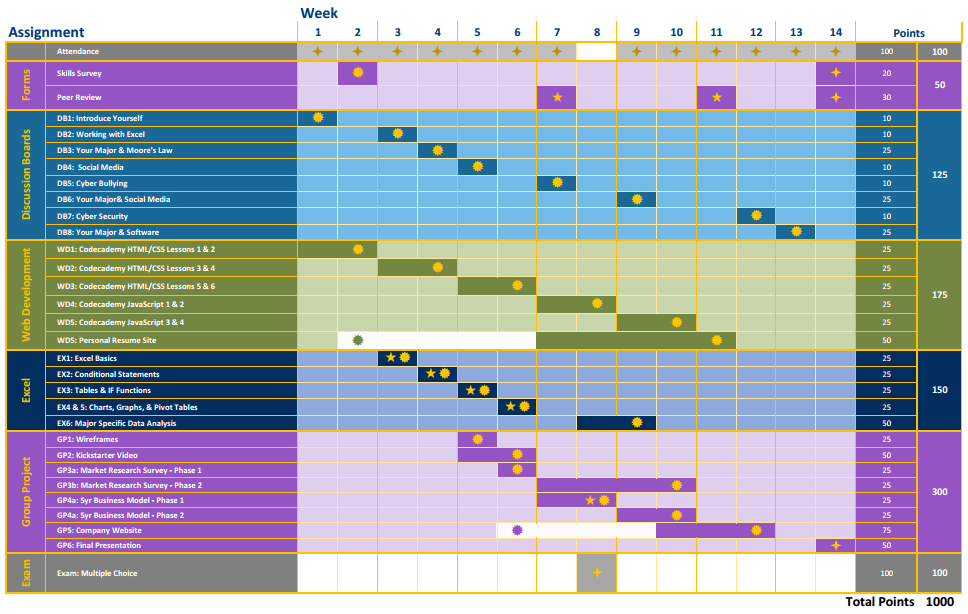 Week
Assignment 1 2 3 4 5 6 7 8 9 10 11 12 13 14 Points
Attendance 100 100
Forms
Skills Survey 20
50
Peer Review 30
Discussion Boards
DB1: Introduce Yourself 10
DB2: Working with Excel 10
DB3: Your Major & Moore's Law 25
DB4: Social Media 10
125
DB5: Cyber Bullying 10
DB6: Your Major& Social Media 25
DB7: Cyber Security 10
DB8: Your Major & Software 25
Web Development
WD1: Codecademy HTML/CSS Lessons 1 & 2 25
WD2: Codecademy HTML/CSS Lessons 3 & 4 25
WD3: Codecademy HTML/CSS Lessons 5 & 6 25
175
WD4: Codecademy JavaScript 1 & 2 25
WD5: Codecademy JavaScript 3 & 4 25
WD5: Personal Resume Site 50
Excel
EX1: Excel Basics 25
EX2: Conditional Statements 25
EX3: Tables & IF Functions 25
150
EX4 & 5: Charts, Graphs, & Pivot Tables 25
EX6: Major Specific Data Analysis 50
Group Project
GP1: Wireframes 25
GP2: Kickstarter Video 50
GP3a: Market Research Survey • Phase 1 25
GP3b: Market Research Survey • Phase 2 25
300
GP4a: 5yr Business Model • Phase 1 25
GP4a: 5yr Business Model • Phase 2 25
GP5: Company Website 75
GP6: Final Presentation 50
Exam
Exam: Multiple Choice 100 100
Total Points 1000